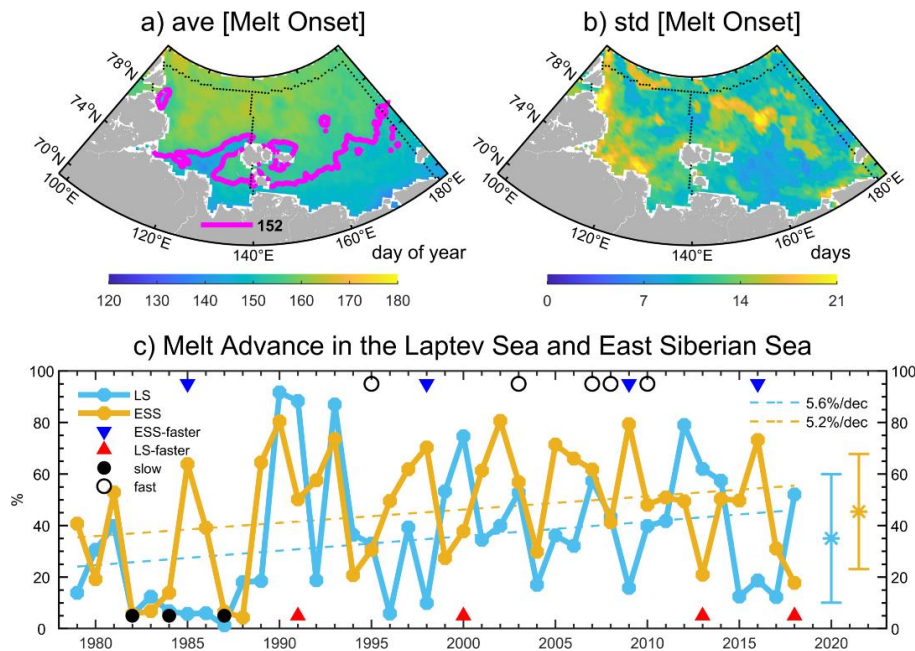 a) ave [Melt Onset]
78°N
74°N
70°N
100°E
120°E
140°E
160°E
180°E
152
day of year
120 130 140 150 160 170 180
b) std [Melt Onset]
78°N
74°N
70°N
100°E
120°E
140°E
160°E
180°E
days
0 7 14 21
c) Melt Advance in the Laptev Sea and East Siberian Sea
%
100
80
60
40
20
0
LS
ESS
ESS-faster
LS-faster
slow
fast
5.6%/dec
5.2%/dec
100
80
60
40
20
0
1980 1985 1990 1995 2000 2005 2010 2015 2020